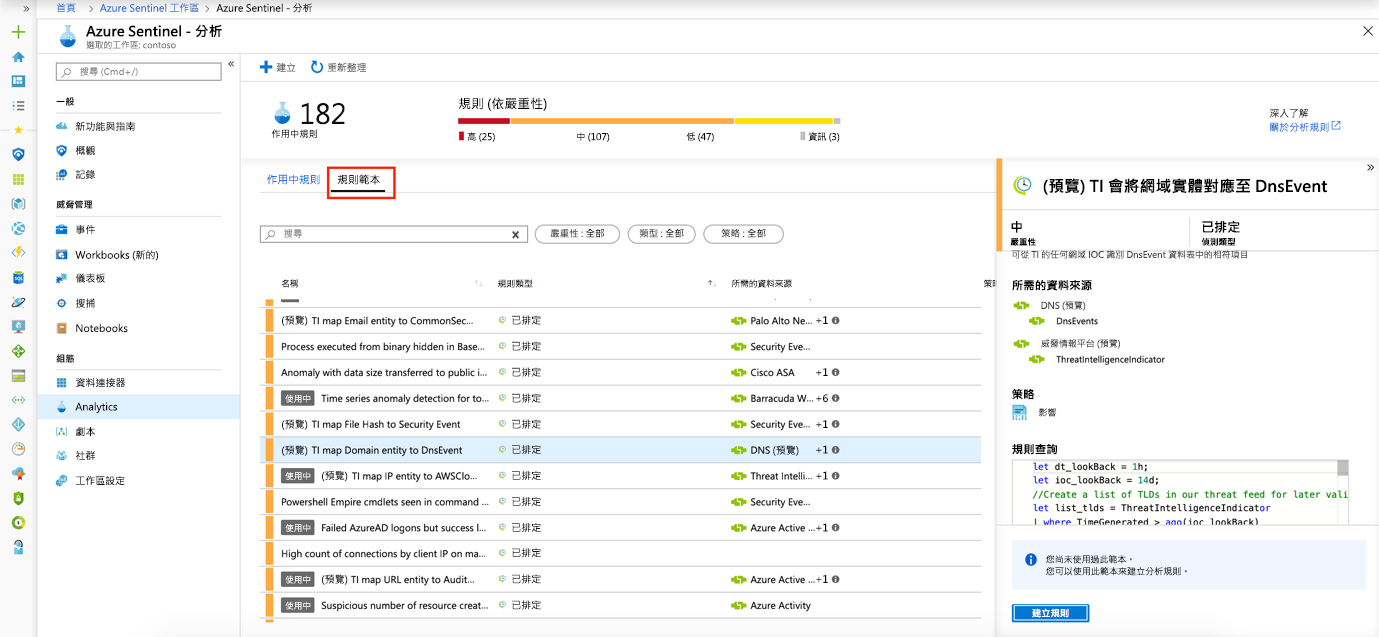 首頁 > Azure Sentinel 工作區 > Azure Sentinel - 分析
Azure Sentinel - 分析
選取的工作區: contoso
搜尋 (Cmd+/)
一般
新功能與指南
概觀
記錄
威脅管理
事件
Workbooks (新的)
儀表板
搜捕
Notebooks
組態
資料連接器
Analytics
劇本
社群
工作區設定
建立
重新整理
182
作用中規則
規則 (依嚴重性)
高 (25)
中 (107)
低 (47)
資訊 (3)
深入了解
關於分析規則
作用中規則
規則範本
搜尋
嚴重性 : 全部
類型 : 全部
策略 : 全部
名稱 規則類型 所需的資料來源 策略
(預覽) TI map Email entity to CommonSec... 已排定 Palo Alto Ne... +1
Process executed from binary hidden in Base... 已排定 Security Eve...
Anomaly with data size transferred to public i... 已排定 Cisco ASA +1
使用中 Time series anomaly detection for to... 已排定 Barracuda W... +6
(預覽) TI map File Hash to Security Event 已排定 Security Eve... +1
(預覽) TI map Domain entity to DnsEvent 已排定 DNS (預覽) +1
使用中 (預覽) TI map IP entity to AWSClo... 已排定 Threat Intelli... +1
Powershell Empire cmdlets seen in command ... 已排定 Security Eve...
使用中 Failed AzureAD logons but success l... 已排定 Azure Active ... +1
High count of connections by client IP on ma... 已排定
使用中 (預覽) TI map URL entity to Audit... 已排定 Azure Active ... +1
使用中 Suspicious number of resource creat... 已排定 Azure Activity
(預覽) TI 會將網域實體對應至 DnsEvent
中
嚴重性
已排定
偵測類型
可從 TI 的任何網域 IOC 識別 DnsEvent 資料表中的相符項目
所需的資料來源
DNS (預覽)
DnsEvents
威脅情報平台 (預覽)
ThreatIntelligenceIndicator
策略
影響
規則查詢
let dt_lookBack = 1h;
let ioc_lookBack = 14d;
//Create a list of TLDs in our threat feed for later vali
let list_tlds = ThreatIntelligenceIndicator
| where TimeGenerated > ago(ioc_lookBack)
您尚未使用過此範本。
您可以使用此範本來建立分析規則。
建立規則